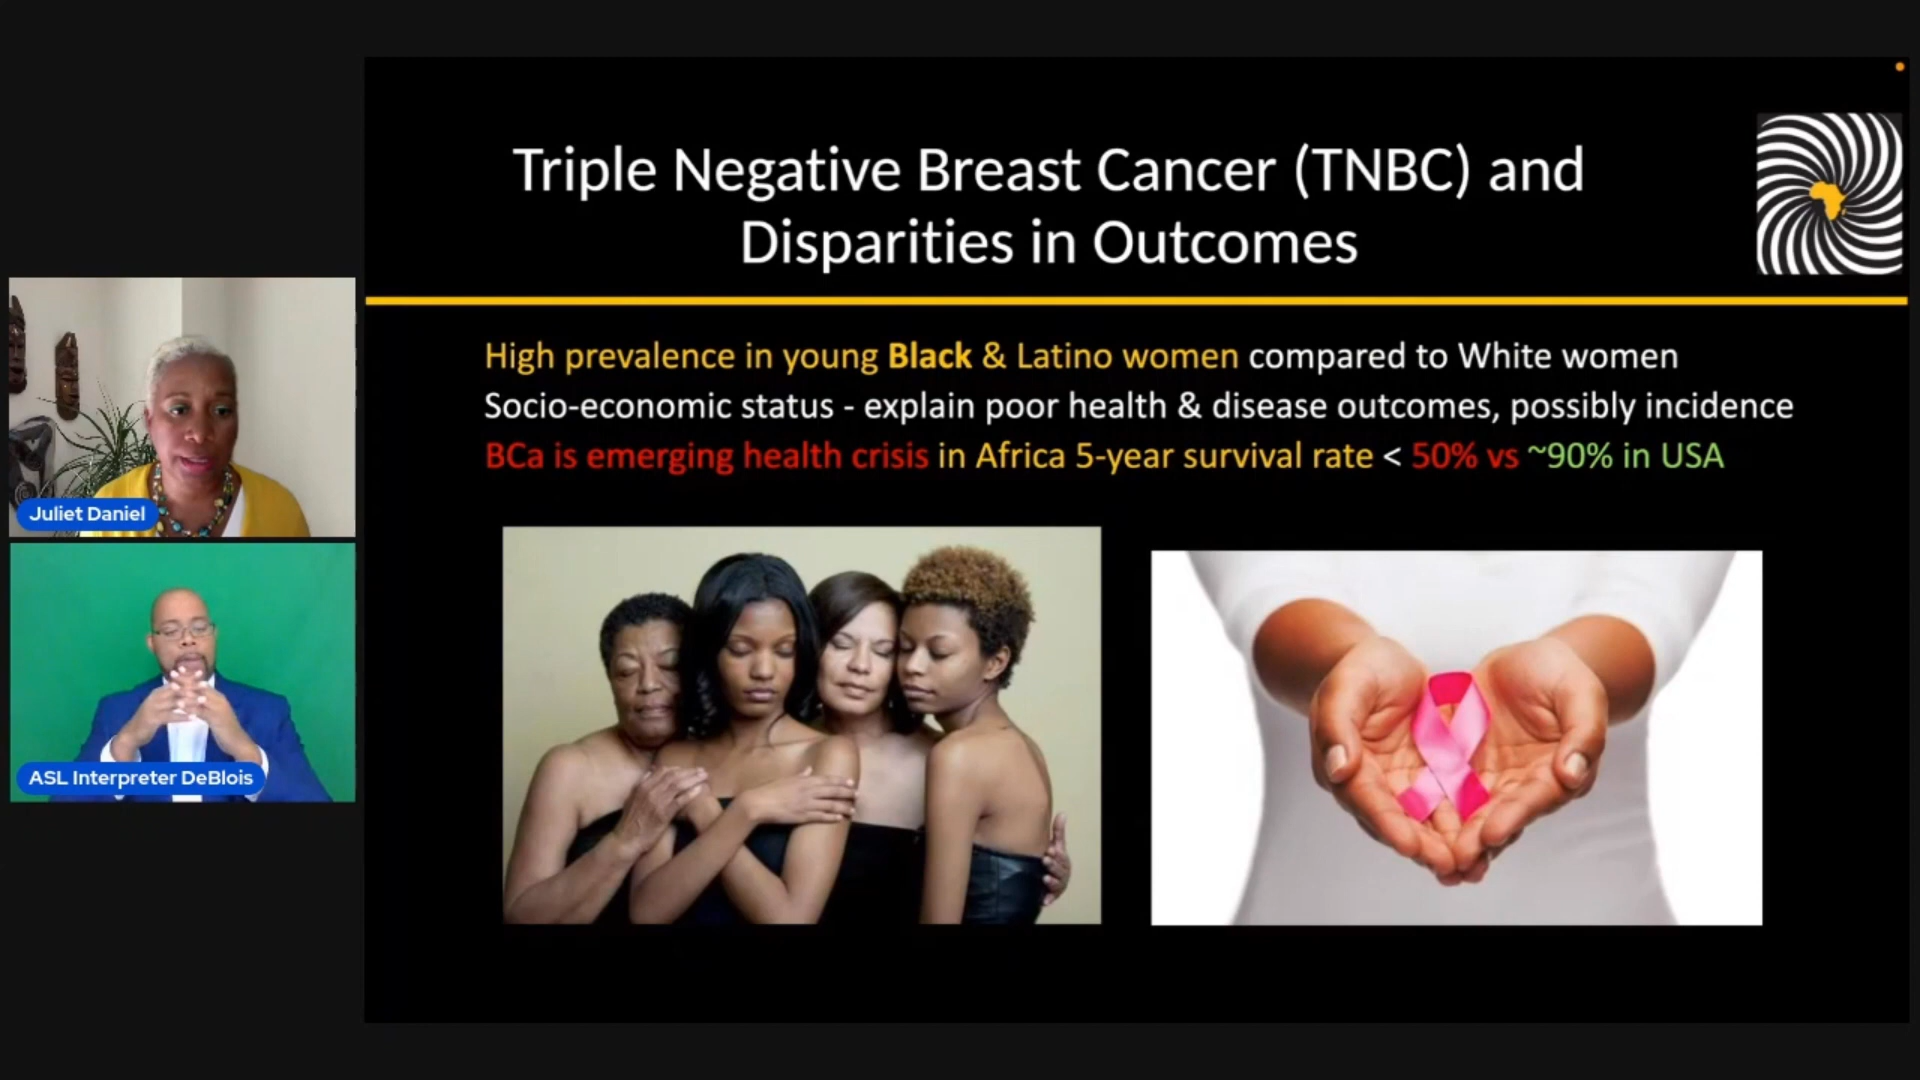 Triple Negative Breast Cancer (TNBC) and
Disparities in Outcomes
High prevalence in young Black & Latino women compared to White women
Socio-economic status - explain poor health & disease outcomes, possibly incidence
BCa is emerging health crisis in Africa 5-year survival rate < 50% vs ~90% in USA
Juliet Daniel
ASL Interpreter DeBlois